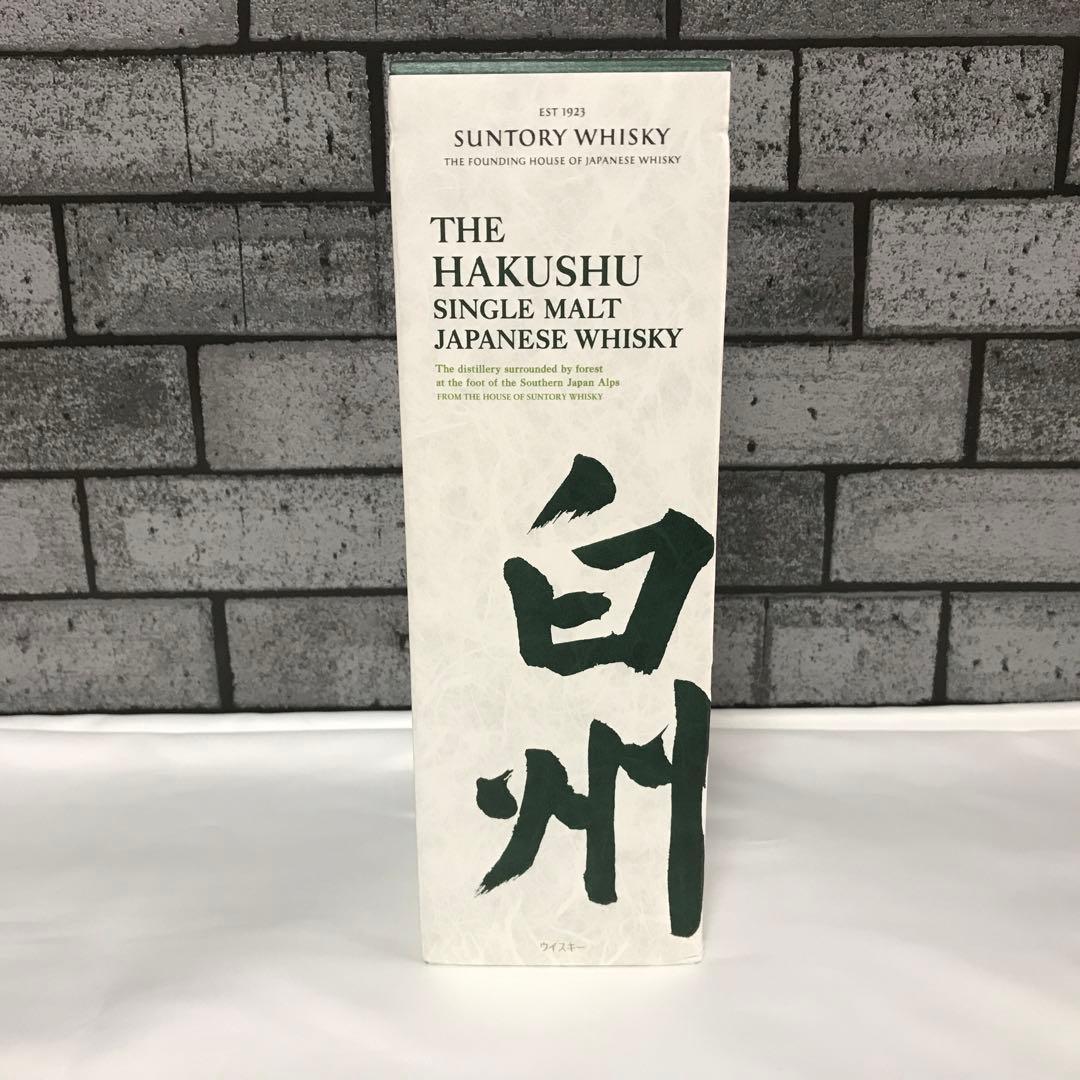 EST 1923
SUNTORY WHISKY
THE FOUNDING HOUSE OF JAPANESE WHISKY
THE
HAKUSHU
SINGLE MALT
JAPANESE WHISKY
The distillery surrounded by forest
at the foot of the Southern Japan Alps
FROM THE HOUSE OF SUNTORY WHISKY
白
州
ウイスキー